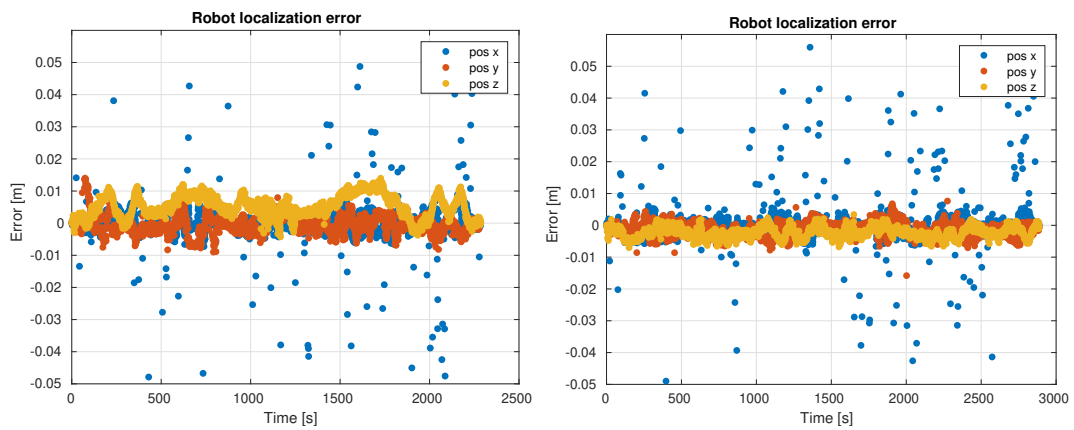 Robot localization error
pos x
pos y
pos z
0.05
0.04
0.03
0.02
0.01
0
-0.01
-0.02
-0.03
-0.04
-0.05
Error [m]
0
500
1000
1500
2000
2500
Time [s]
Robot localization error
pos x
pos y
pos z
0.05
0.04
0.03
0.02
0.01
0
-0.01
-0.02
-0.03
-0.04
-0.05
Error [m]
0
500
1000
1500
2000
2500
3000
Time [s]